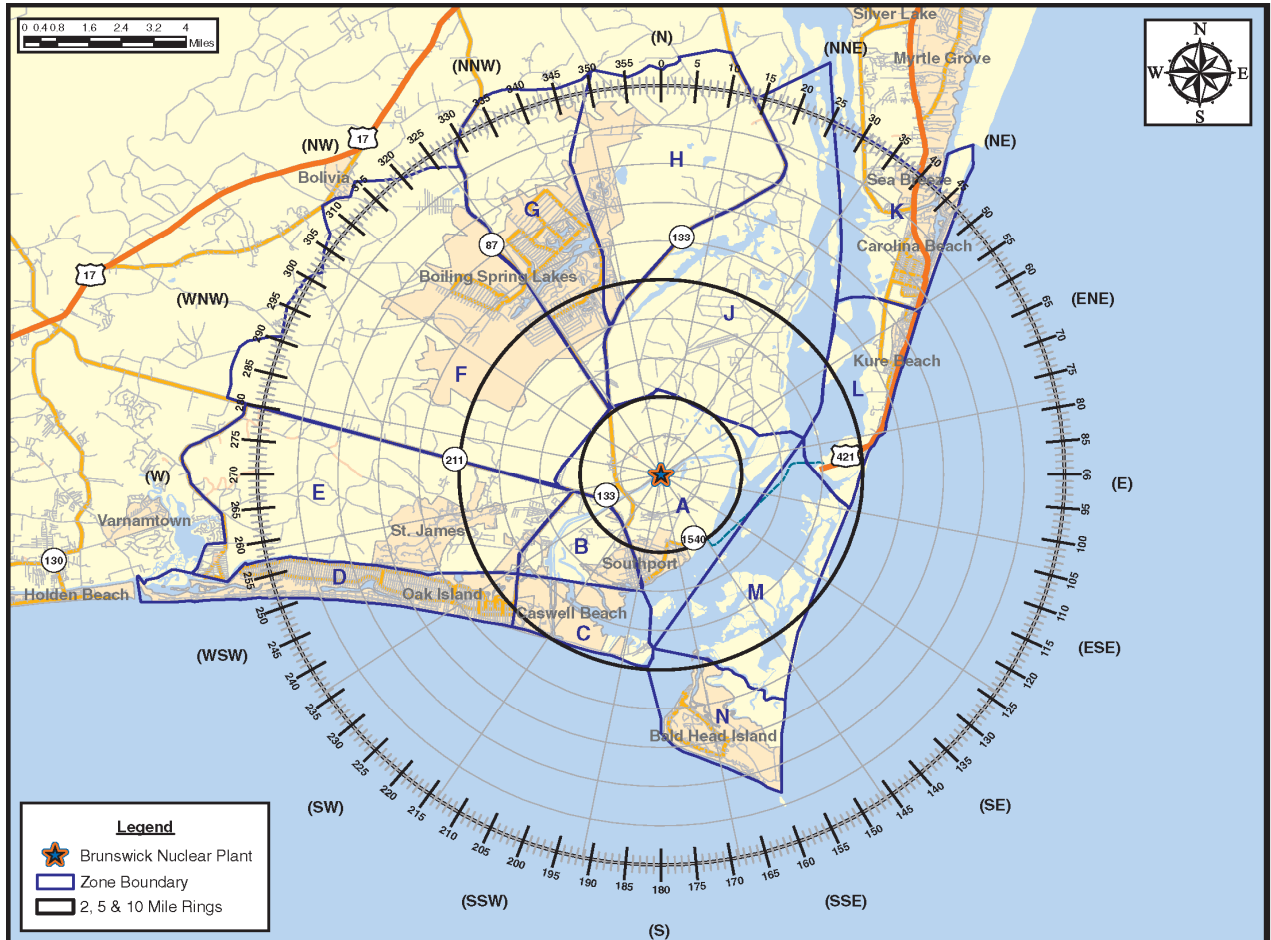 0 0.4 0.8 1.6 2.4 3.2 4
Miles
N
W E
S
Silver Lake
Myrtle Grove
(N)
(NNE)
(NNW)
(NW)
(NE)
(WNW)
(ENE)
(W)
(E)
(WSW)
(ESE)
(SW)
(SE)
(SSW)
(SSE)
(S)
0
5
10
15
20
25
30
35
40
45
50
55
60
65
70
75
80
85
90
95
100
105
110
115
120
125
130
135
140
145
150
155
160
165
170
175
180
185
190
195
200
205
210
215
220
225
230
235
240
245
250
255
260
265
270
275
280
285
290
295
300
305
310
315
320
325
330
335
340
345
350
355
17
17
Bolivia
Sea Breeze
Carolina Beach
Kure Beach
Boiling Spring Lakes
Varnamtown
St. James
Southport
Holden Beach
Oak Island
Caswell Beach
Bald Head Island
87
133
211
133
421
1540
130
H
G
K
J
F
L
E
A
B
D
C
M
N
Legend
Brunswick Nuclear Plant
Zone Boundary
2, 5 & 10 Mile Rings